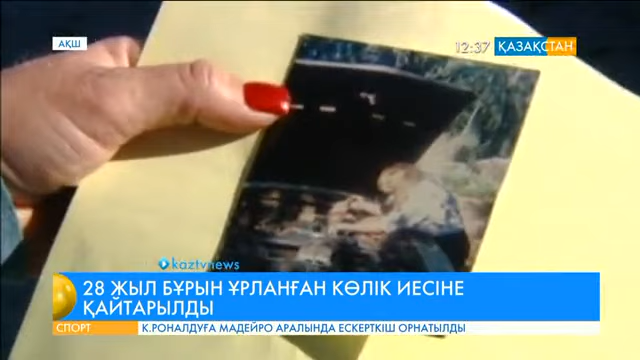 АҚШ
12:37 ҚАЗАҚСТАН
kaztvnews
28 ЖЫЛ БҰРЫН ҰРЛАНҒАН КӨЛІК ИЕСІНЕ
ҚАЙТАРЫЛДЫ
СПОРТ К.РОНАЛДУҒА МАДЕЙРО АРАЛЫНДА ЕСКЕРТКІШ ОРНАТЫЛДЫ